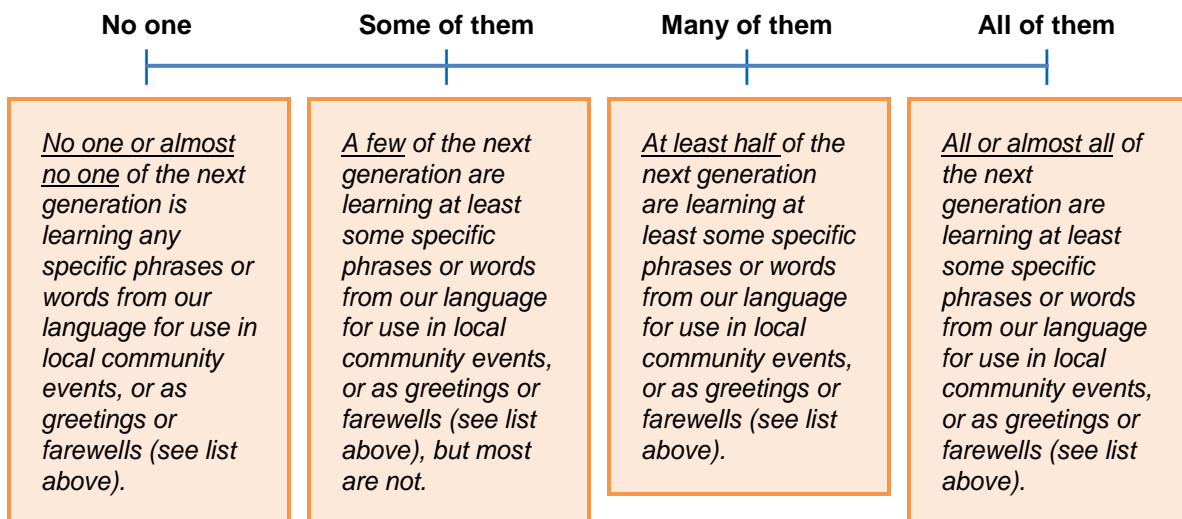 No one
Some of them
Many of them
All of them
No one or almost
no one of the next
generation is
learning any
specific phrases or
words from our
language for use in
local community
events, or as
greetings or
farewells (see list
above).
A few of the next
generation are
learning at least
some specific
phrases or words
from our language
for use in local
community events,
or as greetings or
farewells (see list
above), but most
are not.
At least half of the
next generation
are learning at
least some specific
phrases or words
from our language
for use in local
community events,
or as greetings or
farewells (see list
above).
All or almost all of
the next
generation are
learning at least
some specific
phrases or words
from our language
for use in local
community events,
or as greetings or
farewells (see list
above).